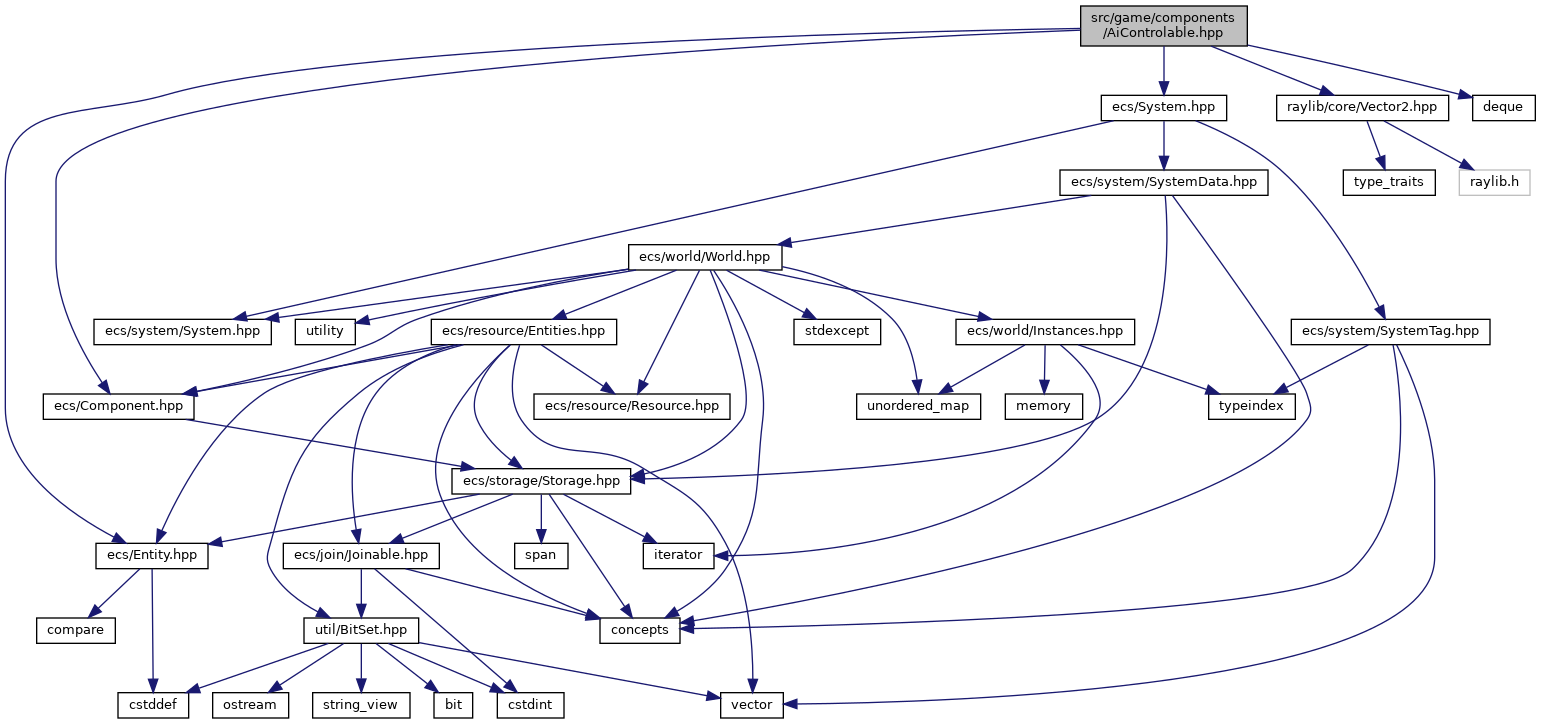 src/game/components
/AiControlable.hpp
ecs/System.hpp
raylib/core/Vector2.hpp
deque
ecs/system/SystemData.hpp
type_traits
raylib.h
ecs/world/World.hpp
ecs/system/System.hpp
utility
ecs/resource/Entities.hpp
stdexcept
ecs/world/Instances.hpp
ecs/system/SystemTag.hpp
ecs/Component.hpp
ecs/resource/Resource.hpp
unordered_map
memory
typeindex
ecs/storage/Storage.hpp
ecs/Entity.hpp
ecs/join/Joinable.hpp
span
iterator
compare
util/BitSet.hpp
concepts
cstddef
ostream
string_view
bit
cstdint
vector